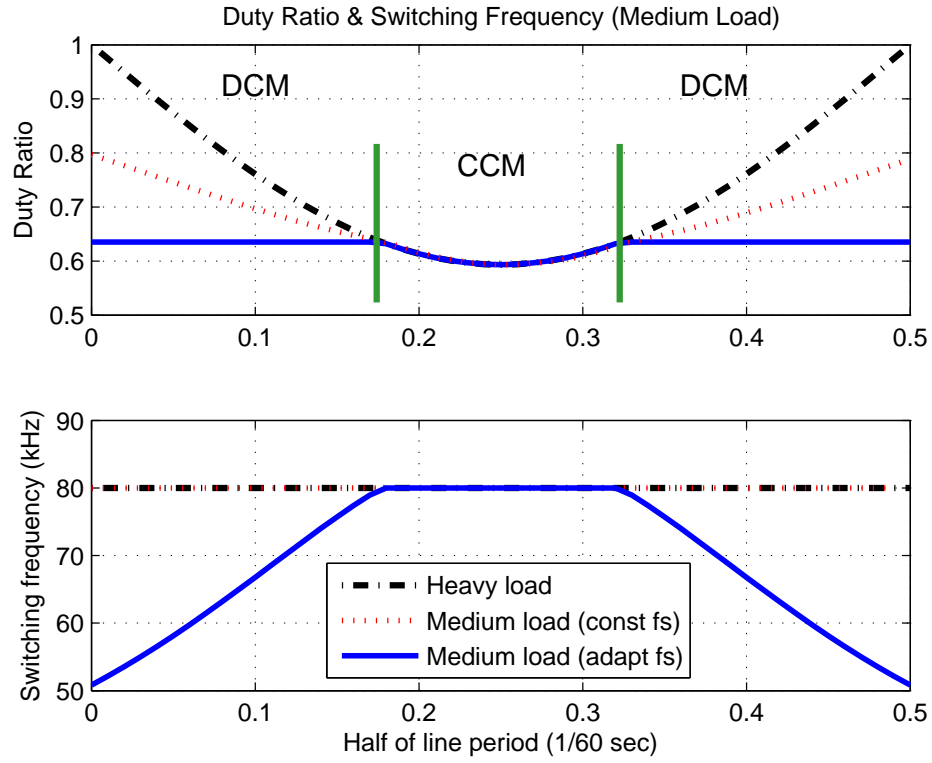 Duty Ratio & Switching Frequency (Medium Load)
Duty Ratio
1
0.9
0.8
0.7
0.6
0.5
DCM
CCM
DCM
0
0.1
0.2
0.3
0.4
0.5
Switching frequency (kHz)
90
80
70
60
50
Heavy load
Medium load (const fs)
Medium load (adapt fs)
0
0.1
0.2
0.3
0.4
0.5
Half of line period (1/60 sec)